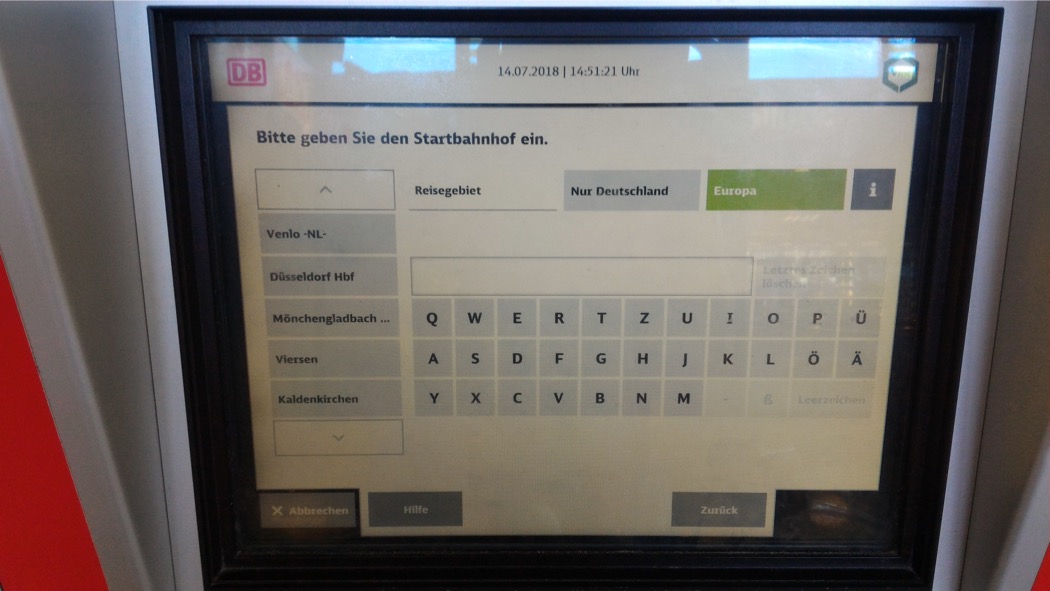 DB
14.07.2018 | 14:51:21 Uhr
Bitte geben Sie den Startbahnhof ein.
Reisegebiet
Nur Deutschland
Europa
i
Venlo -NL-
Düsseldorf Hbf
Letztes Zeichen
löschen
Mönchengladbach ...
Q W E R T Z U I O P Ü
Viersen
A S D F G H J K L Ö Ä
Kaldenkirchen
Y X C V B N M - ß Leerzeichen
X Abbrechen
Hilfe
Zurück